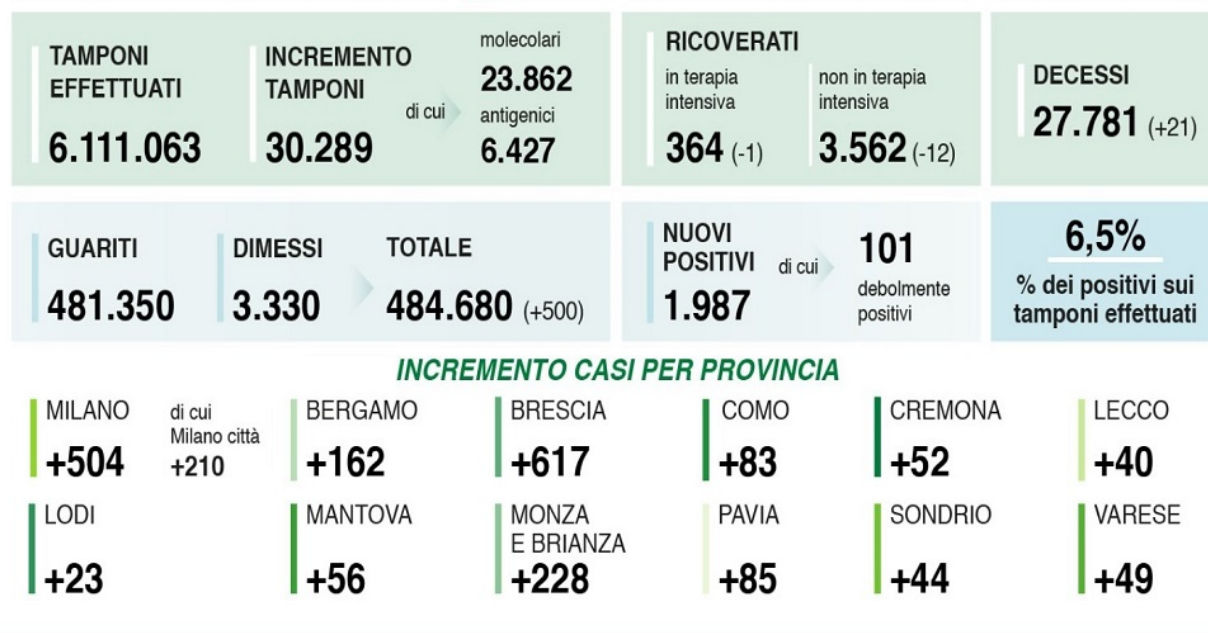 TAMPONI
EFFETTUATI
6.111.063
INCREMENTO
TAMPONI
30.289
di cui
molecolari
23.862
antigenici
6.427
RICOVERATI
in terapia
intensiva
364 (-1)
non in terapia
intensiva
3.562 (-12)
DECESSI
27.781 (+21)
GUARITI
481.350
DIMESSI
3.330
TOTALE
484.680 (+500)
NUOVI
POSITIVI
1.987
di cui
101
debolmente
positivi
6,5%
% dei positivi sui
tamponi effettuati
INCREMENTO CASI PER PROVINCIA
MILANO
+504
di cui
Milano città
+210
BERGAMO
+162
BRESCIA
+617
COMO
+83
CREMONA
+52
LECCO
+40
LODI
+23
MANTOVA
+56
MONZA
E BRIANZA
+228
PAVIA
+85
SONDRIO
+44
VARESE
+49